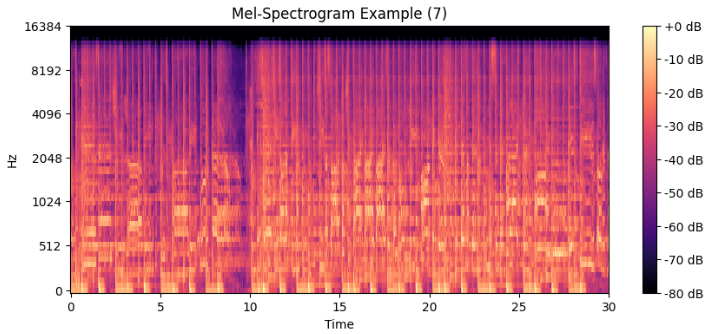 Mel-Spectrogram Example (7)
16384
8192
4096
2048
1024
512
0
Hz
0 5 10 15 20 25 30
Time
+0 dB
-10 dB
-20 dB
-30 dB
-40 dB
-50 dB
-60 dB
-70 dB
-80 dB